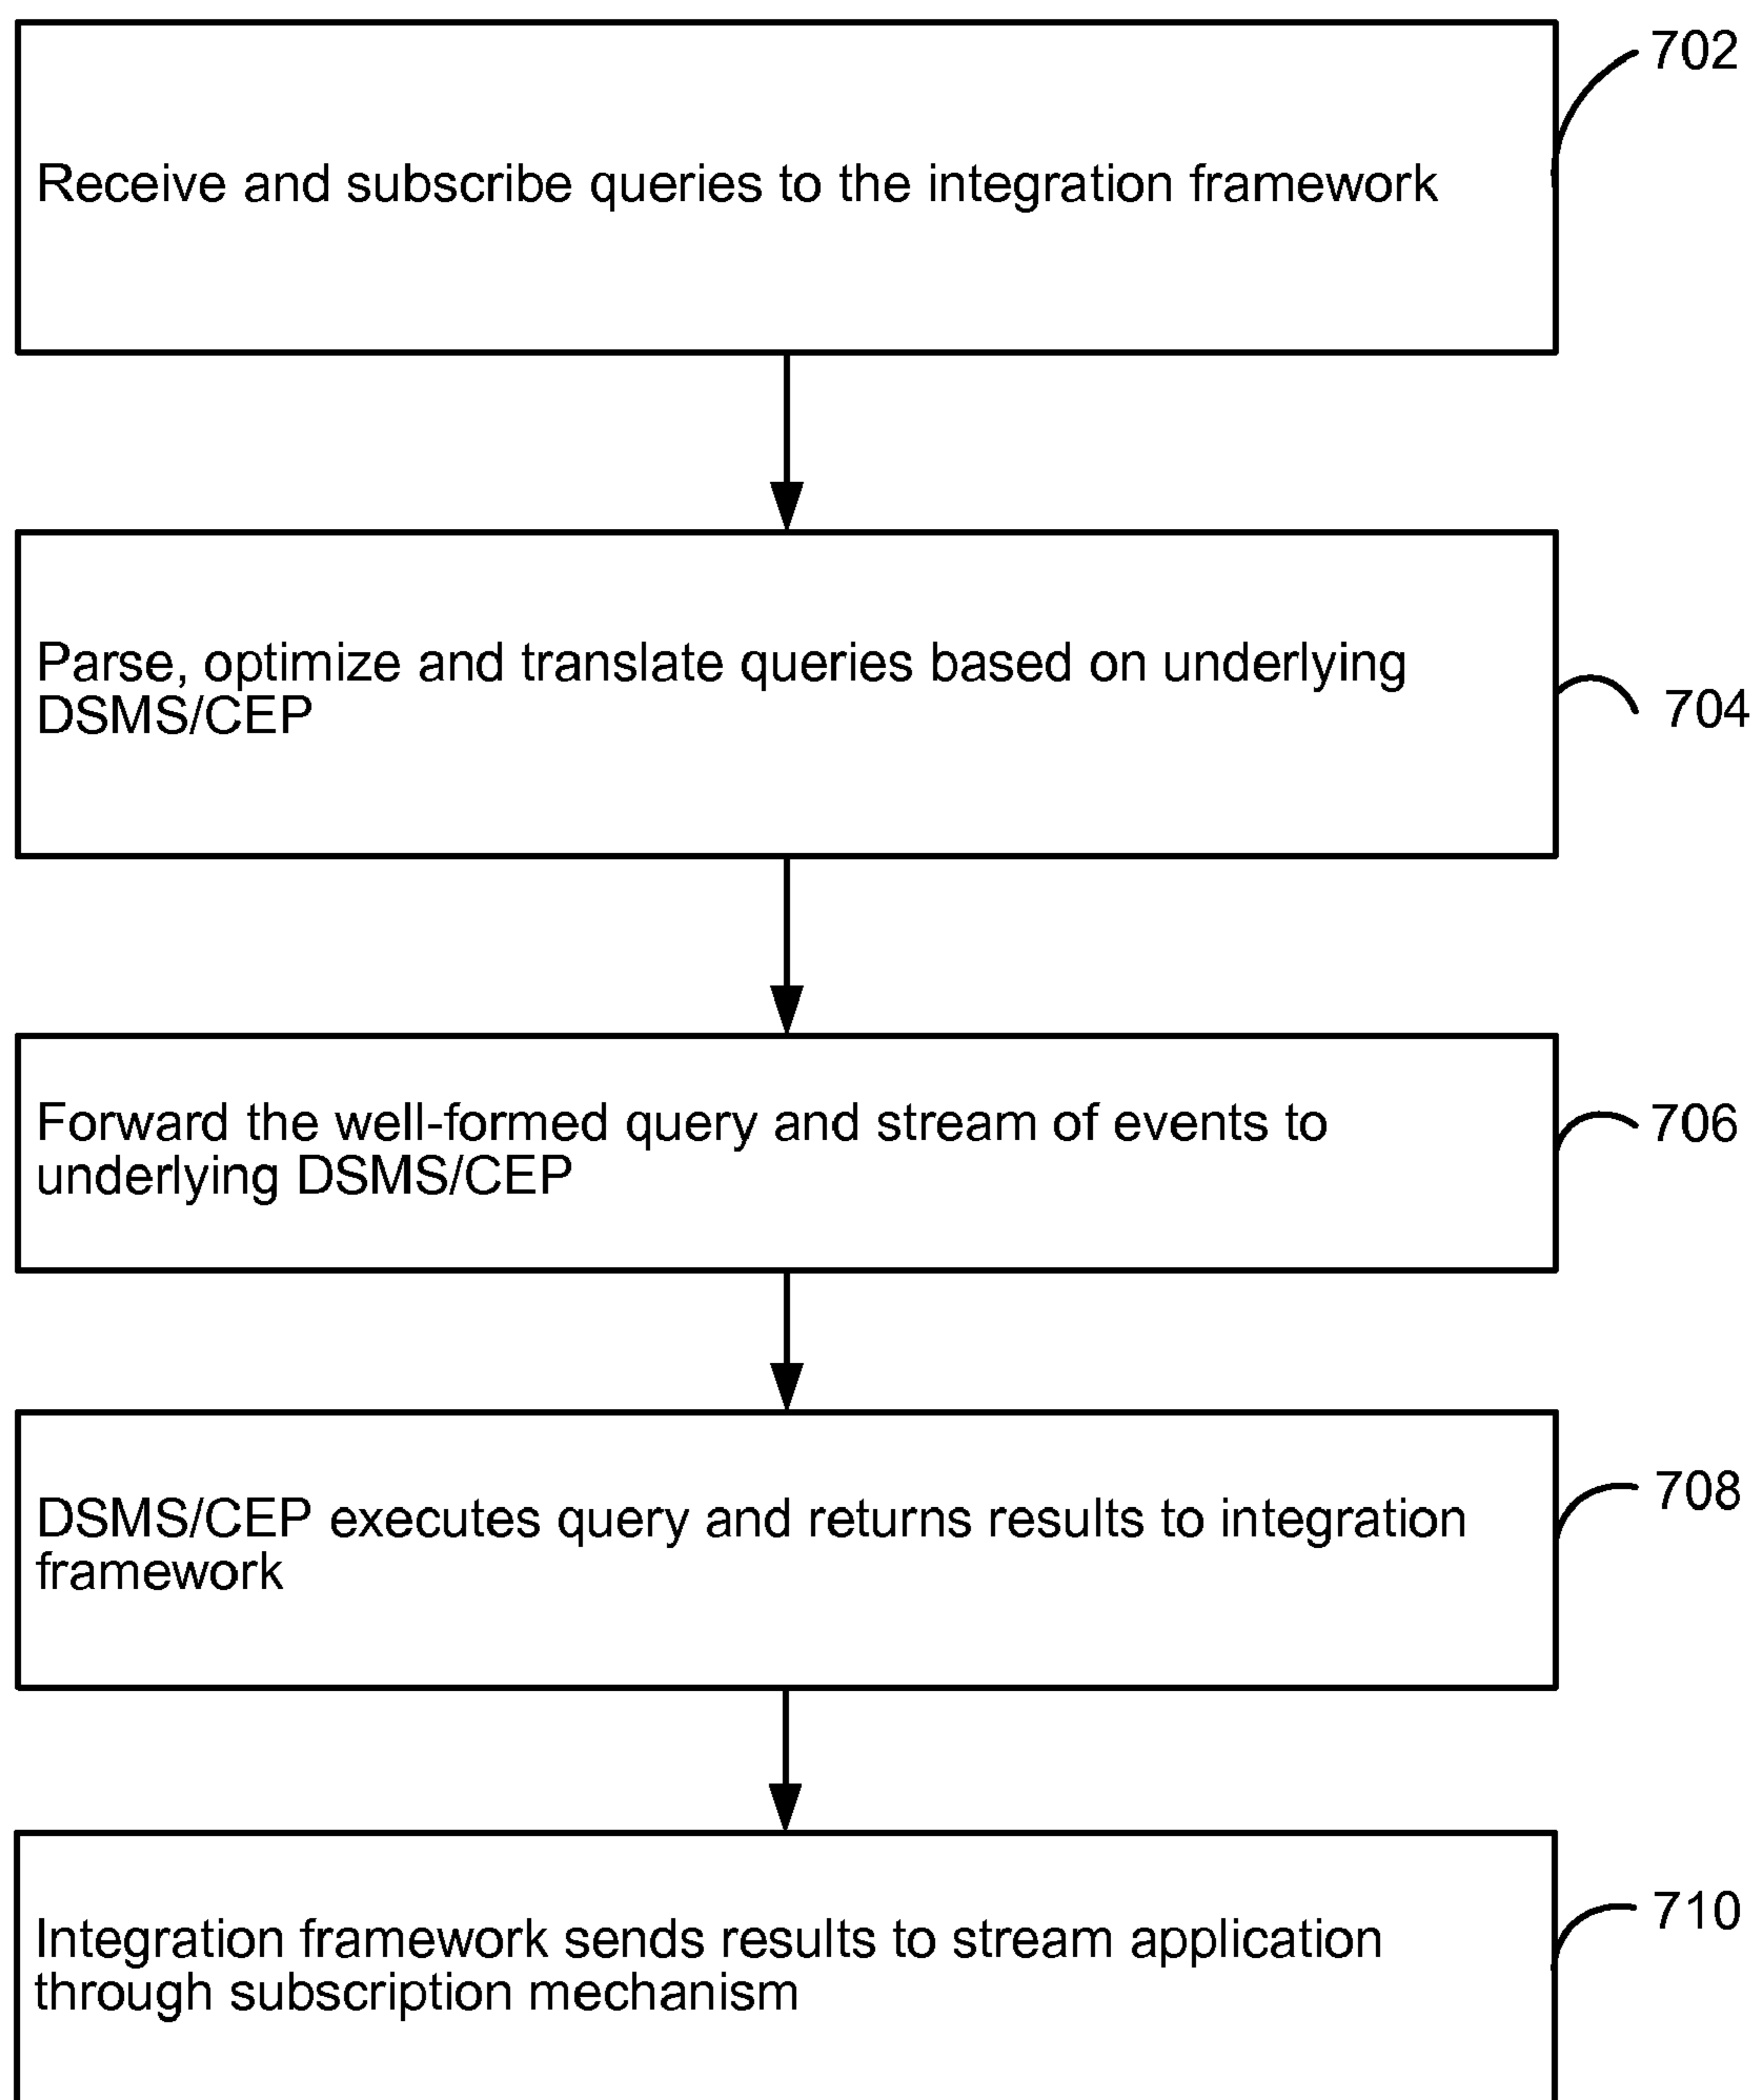 702
Receive and subscribe queries to the integration framework
Parse, optimize and translate queries based on underlying
DSMS/CEP
704
Forward the well-formed query and stream of events to
underlying DSMS/CEP
706
DSMS/CEP executes query and returns results to integration
framework
708
Integration framework sends results to stream application
through subscription mechanism
710